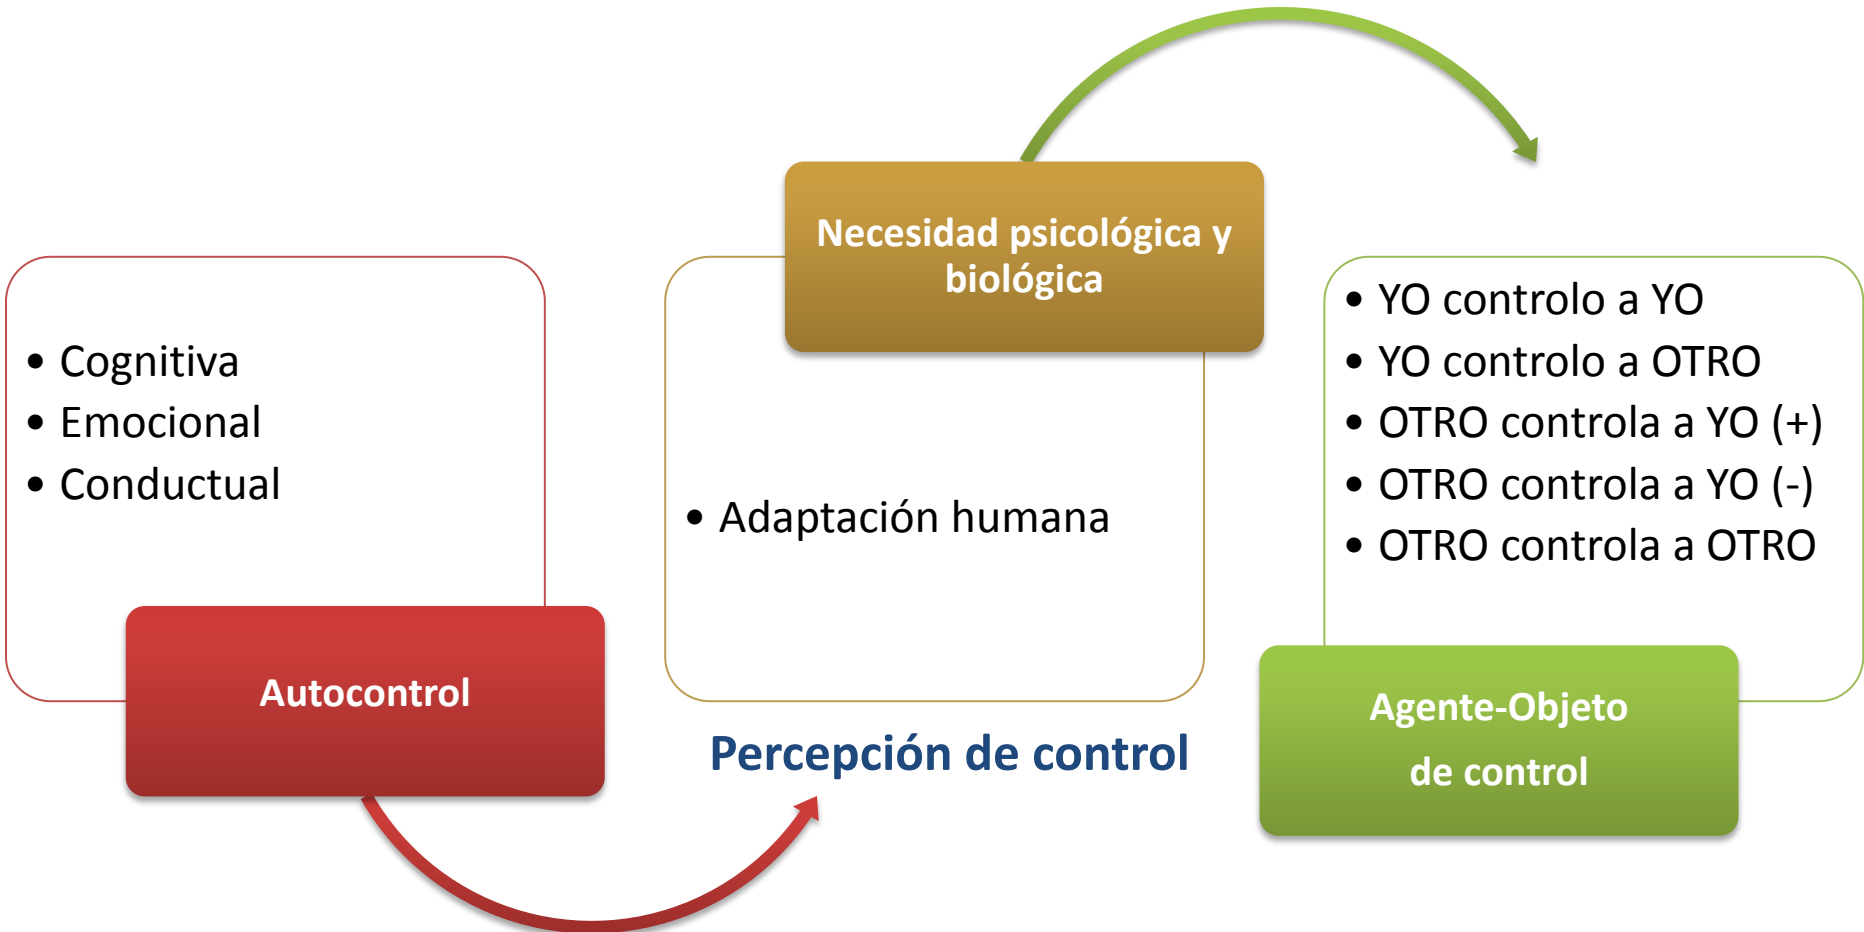 • Cognitiva
• Emocional
• Conductual
Autocontrol
Necesidad psicológica y
biológica
• Adaptación humana
Percepción de control
• YO controlo a YO
• YO controlo a OTRO
• OTRO controla a YO (+)
• OTRO controla a YO (-)
• OTRO controla a OTRO
Agente-Objeto
de control